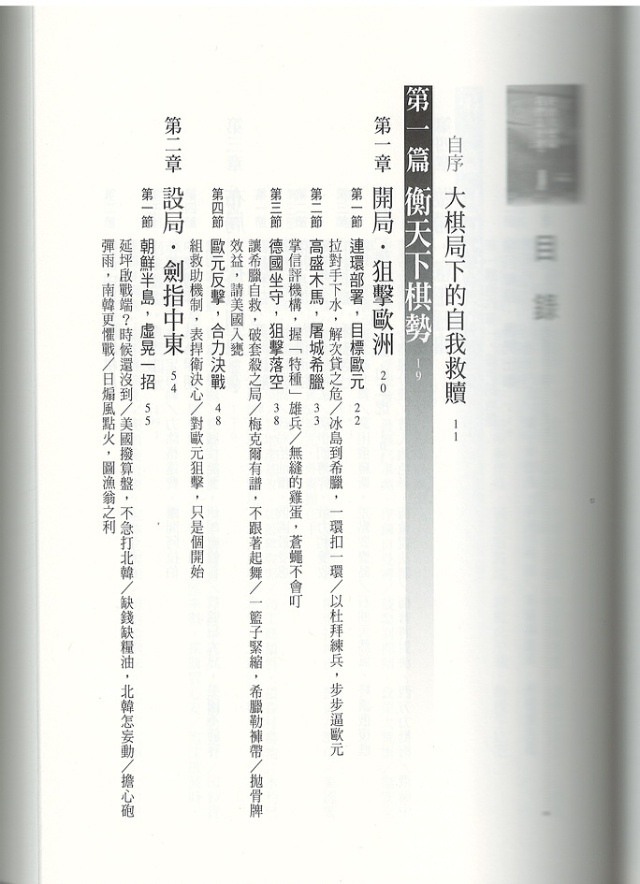 目錄
自序 大棋局下的自我救贖 11
第一篇 衡天下棋勢 19
第一章 開局・狙擊歐洲 20
第一節 連環部署，目標歐元 22
拉對手下水，解次貸之危／冰島到希臘，一環扣一環／以杜拜練兵，步步逼歐元
第二節 高盛木馬，屠城希臘 33
掌信評機構，握「特種」雄兵／無縫的雞蛋，蒼蠅不會叮
第三節 德國坐守，狙擊落空 38
讓希臘自救，破套殺之局／梅克爾有譜，不跟著起舞／一籃子緊縮，希臘勒褲帶／拋骨牌
效益，請美國入甕
第四節 歐元反擊，合力決戰 48
組救助機制，表捍衛決心／對歐元狙擊，只是個開始
第二章 設局・劍指中東 54
第一節 朝鮮半島，虛晃一招 55
延坪啟戰端？時候還沒到／美國撥算盤，不急打北韓／缺錢缺糧油，北韓怎妄動／擔心砲
彈雨，南韓更懼戰／日煽風點火，圖漁翁之利